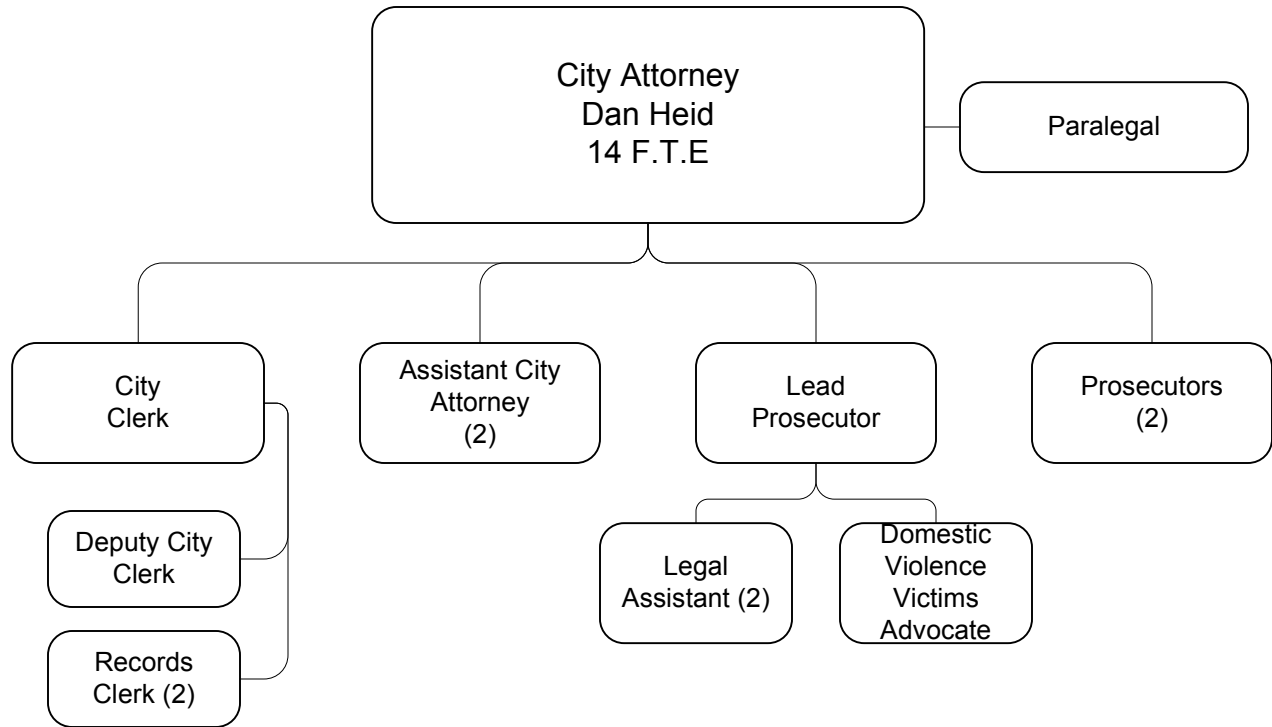 City Attorney
Dan Heid
14 F.T.E
Paralegal
City
Clerk
Assistant City
Attorney
(2)
Lead
Prosecutor
Prosecutors
(2)
Deputy City
Clerk
Records
Clerk (2)
Legal
Assistant (2)
Domestic
Violence
Victims
Advocate